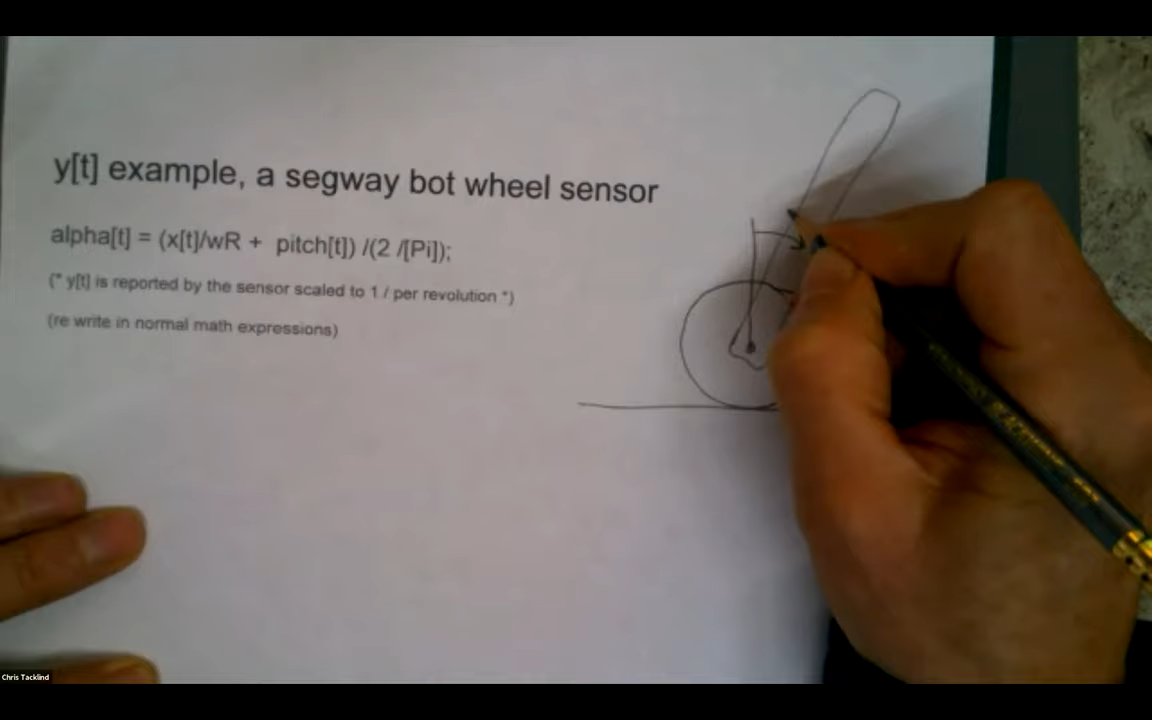 y[t] example, a segway bot wheel sensor
alpha[t] = (x[t]/wR + pitch[t]) /(2 /[Pi]);
(* y[t] is reported by the sensor scaled to 1 / per revolution *)
(re write in normal math expressions)
Chris Tacklind